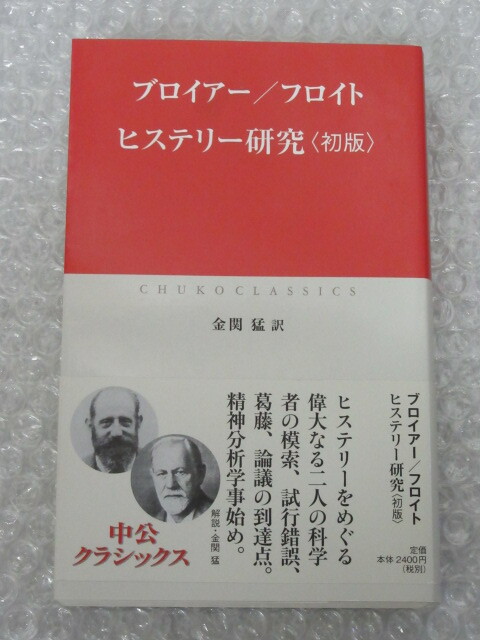 ブロイアー／フロイト
ヒステリー研究〈初版〉
CHUKOCLASSICS
金関 猛 訳
ヒステリーをめぐる
偉大なる二人の科学
者の模索、試行錯誤、
葛藤、論議の到達点。
精神分析学事始め。
解説・金関 猛
中公
クラシックス
ブロイアー／フロイト
ヒステリー研究〈初版〉
定価
本体2400円
（税別）